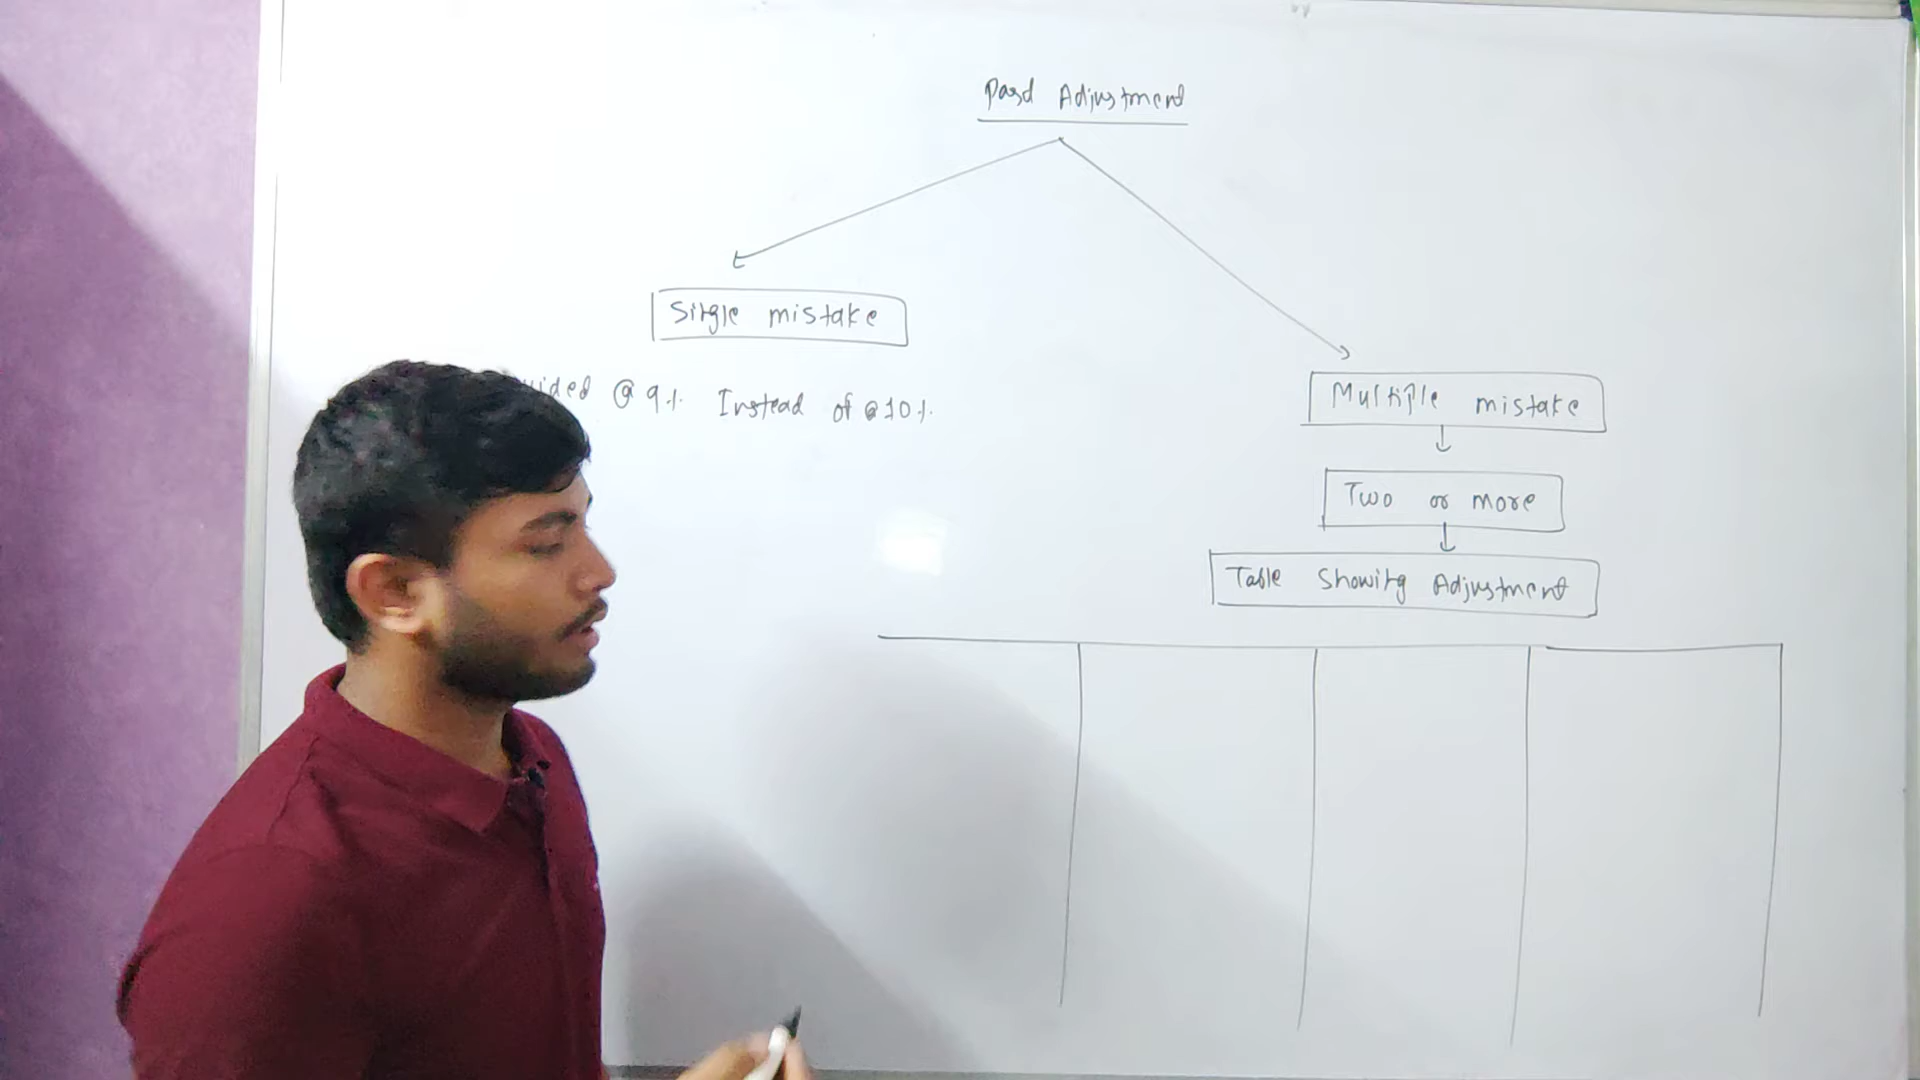 Past Adjustment
Single mistake
@ 9% Instead of @ 10%
Multiple mistake
Two or more
Table Showing Adjustment